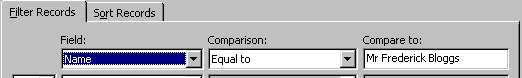 Filter Records Sort Records
Field: Comparison: Compare to:
Name Equal to Mr Frederick Bloggs